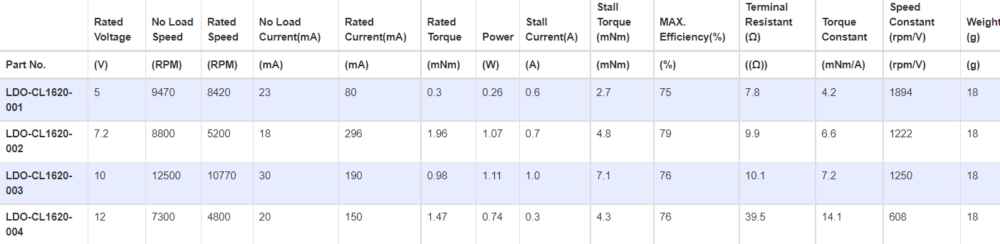 Rated Voltage No Load Speed Rated Speed No Load Current(mA) Rated Current(mA) Rated Torque Power Stall Current(A) Stall Torque (mNm) MAX. Efficiency(%) Terminal Resistant (Ω) Torque Constant Speed Constant (rpm/V) Weight (g)
Part No. (V) (RPM) (RPM) (mA) (mA) (mNm) (W) (A) (mNm) (%) ((Ω)) (mNm/A) (rpm/V) (g)
LDO-CL1620-001 5 9470 8420 23 80 0.3 0.26 0.6 2.7 75 7.8 4.2 1894 18
LDO-CL1620-002 7.2 8800 5200 18 296 1.96 1.07 0.7 4.8 79 9.9 6.6 1222 18
LDO-CL1620-003 10 12500 10770 30 190 0.98 1.11 1.0 7.1 76 10.1 7.2 1250 18
LDO-CL1620-004 12 7300 4800 20 150 1.47 0.74 0.3 4.3 76 39.5 14.1 608 18